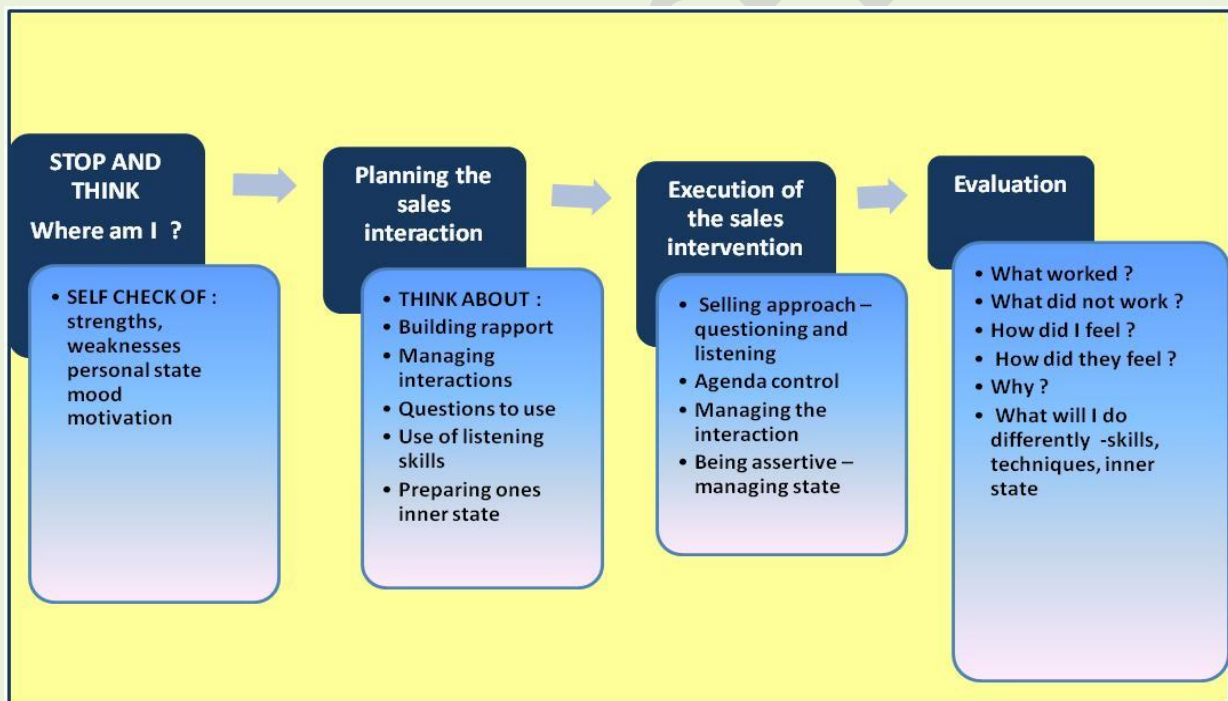 STOP AND
THINK
Where am I ?
• SELF CHECK OF :
strengths,
weaknesses
personal state
mood
motivation
Planning the
sales
interaction
• THINK ABOUT :
• Building rapport
• Managing
interactions
• Questions to use
• Use of listening
skills
• Preparing ones
inner state
Execution of
the sales
intervention
• Selling approach –
questioning and
listening
• Agenda control
• Managing the
interaction
• Being assertive –
managing state
Evaluation
• What worked ?
• What did not work ?
• How did I feel ?
• How did they feel ?
• Why ?
• What will I do
differently -skills,
techniques, inner
state